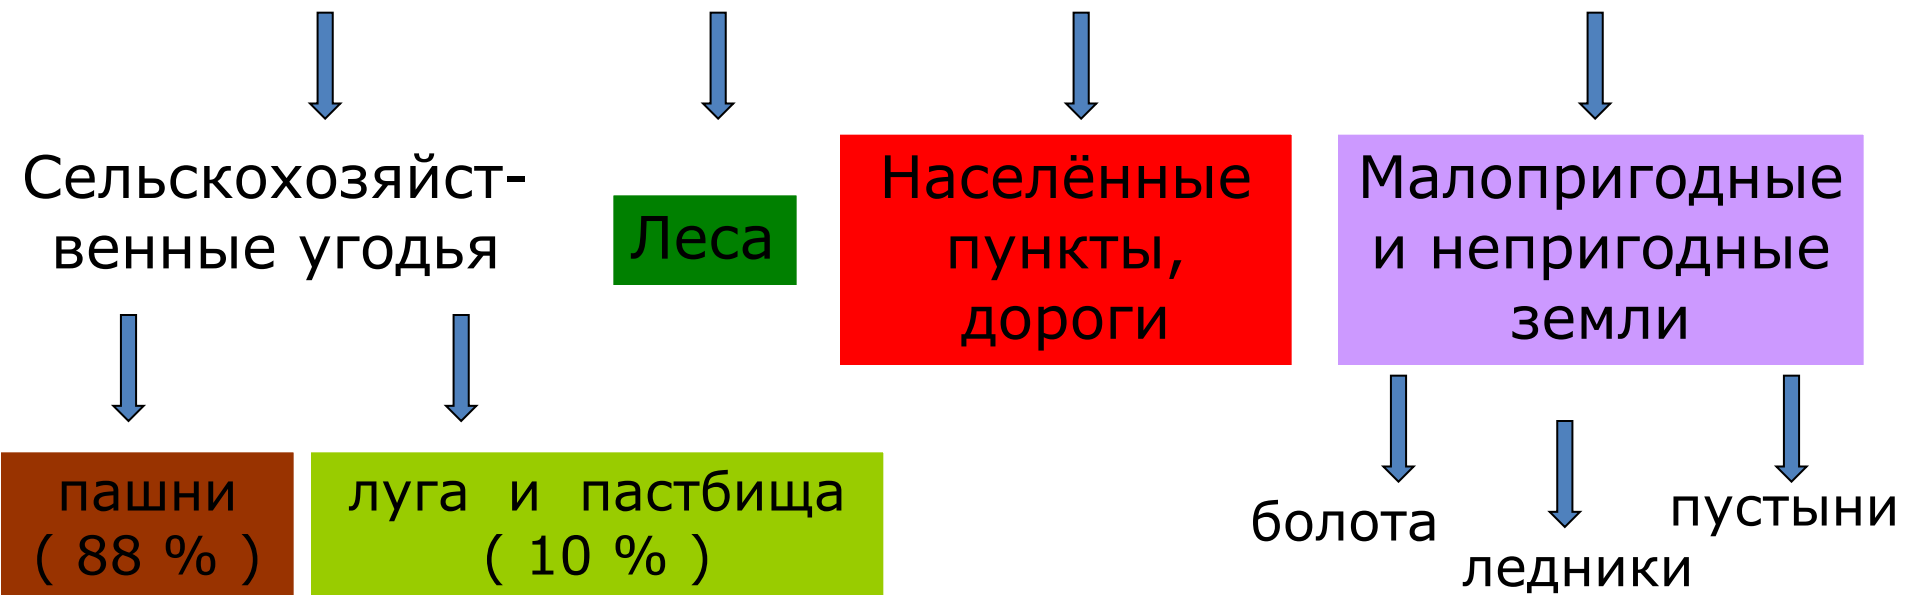 Сельскохозяйст-
венные угодья
Леса
Населённые
пункты,
дороги
Малопригодные
и непригодные
земли
пашни
( 88 % )
луга и пастбища
( 10 % )
болота
ледники
пустыни